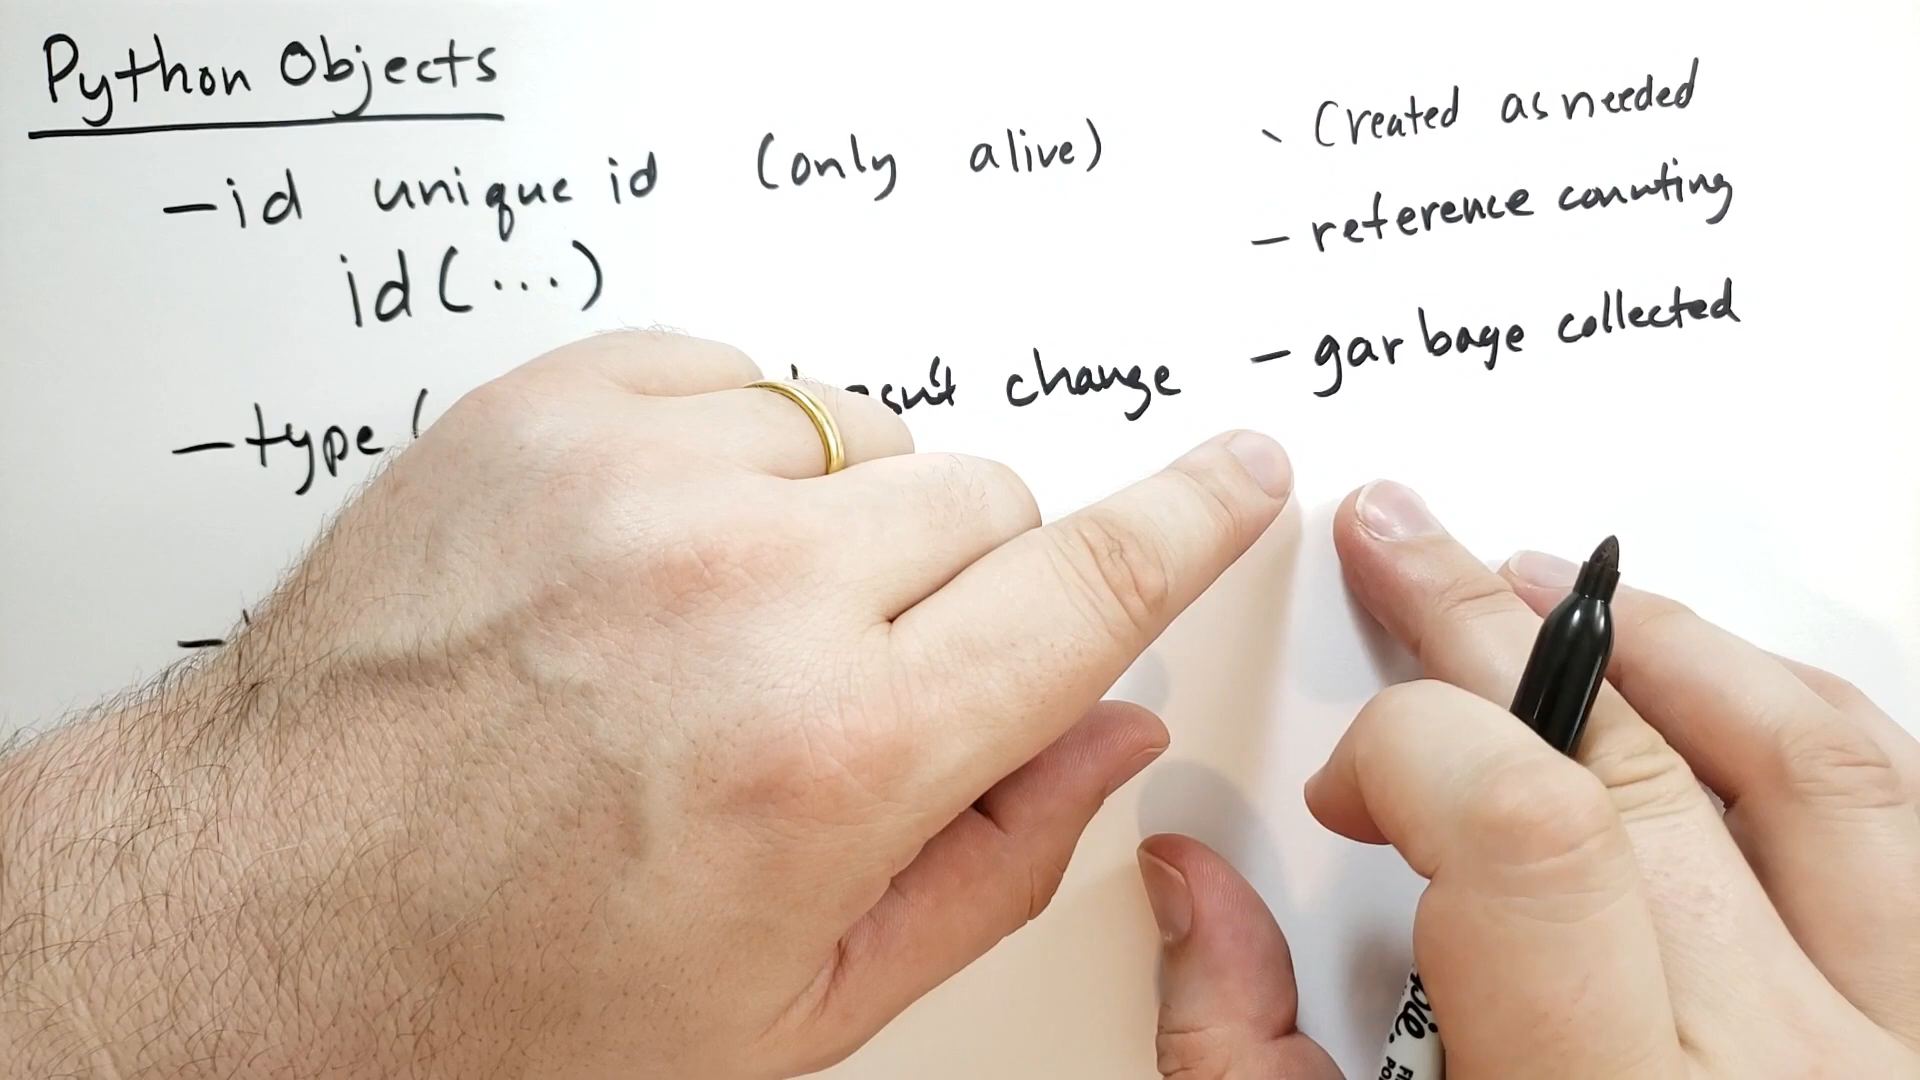 Python Objects
- id unique id (only alive)
id(...)
- type( change
-
- Created as needed
- reference counting
- garbage collected